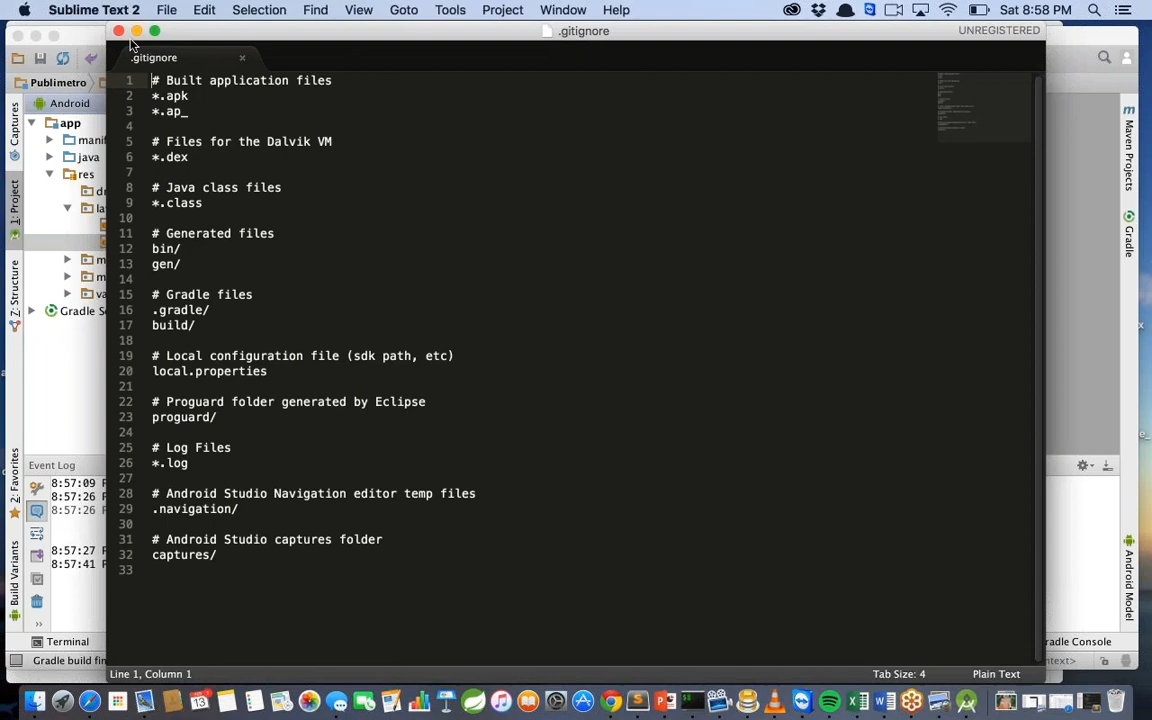 Sublime Text 2 File Edit Selection Find View Goto Tools Project Window Help Sat 8:58 PM
.gitignore UNREGISTERED
.gitignore
Publimetro
Android
app
manif
java
res
Gradle Sc
Captures
1: Project
7: Structure
2: Favorites
Build Variants
1 # Built application files
2 *.apk
3 *.ap_
4
5 # Files for the Dalvik VM
6 *.dex
7
8 # Java class files
9 *.class
10
11 # Generated files
12 bin/
13 gen/
14
15 # Gradle files
16 .gradle/
17 build/
18
19 # Local configuration file (sdk path, etc)
20 local.properties
21
22 # Proguard folder generated by Eclipse
23 proguard/
24
25 # Log Files
26 *.log
27
28 # Android Studio Navigation editor temp files
29 .navigation/
30
31 # Android Studio captures folder
32 captures/
33
Maven Projects
Gradle
Android Model
Event Log
8:57:09
8:57:26
8:57:26
8:57:27
8:57:41
Terminal
radle Console
Gradle build fin
ntext>
Line 1, Column 1 Tab Size: 4 Plain Text